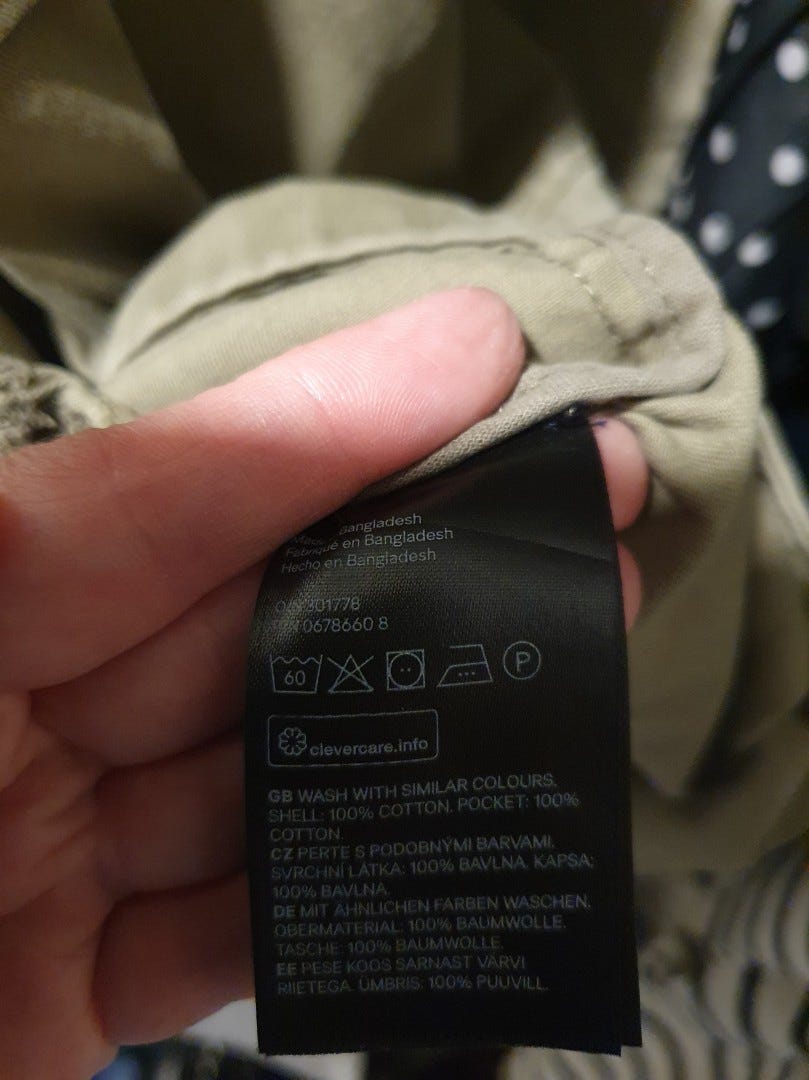 Bangladesh
Fabriqué en Bangladesh
Hecho en Bangladesh
301778
0678660 8
60
P
clevercare.info
GB WASH WITH SIMILAR COLOURS.
SHELL: 100% COTTON. POCKET: 100%
COTTON.
CZ PERTE S PODOBNÝMI BARVAMI.
SVRCHNÍ LÁTKA: 100% BAVLNA. KAPSA:
100% BAVLNA.
DE MIT ÄHNLICHEN FARBEN WASCHEN.
OBERMATERIAL: 100% BAUMWOLLE.
TASCHE: 100% BAUMWOLLE.
EE PESE KOOS SARNAST VÄRVI
RIIETEGA. ÜMBRIS: 100% PUUVILL.